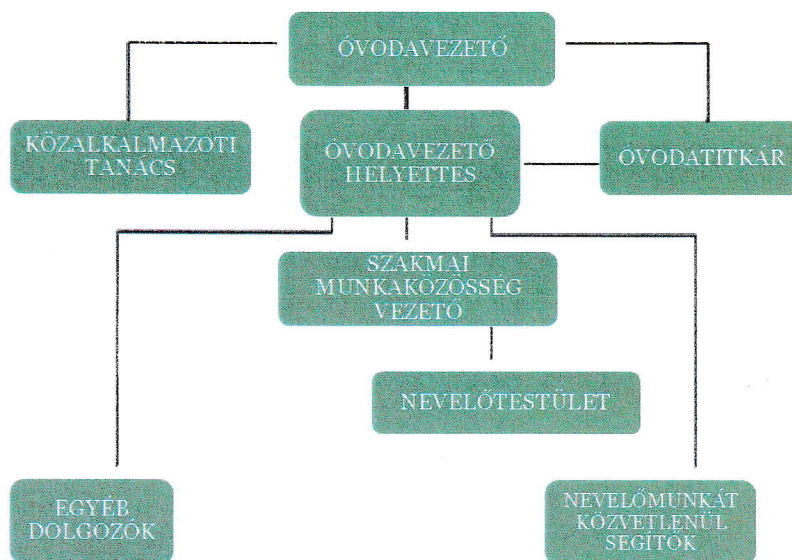 ÓVODAVEZETŐ
KÖZALKALMAZOTI
TANÁCS
ÓVODAVEZETŐ
HELYETTES
ÓVODATITKÁR
SZAKMAI
MUNKAKÖZÖSSÉG
VEZETŐ
NEVELŐTESTÜLET
EGYÉB
DOLGOZÓK
NEVELŐMUNKÁT
KÖZVETLENÜL
SEGÍTŐK